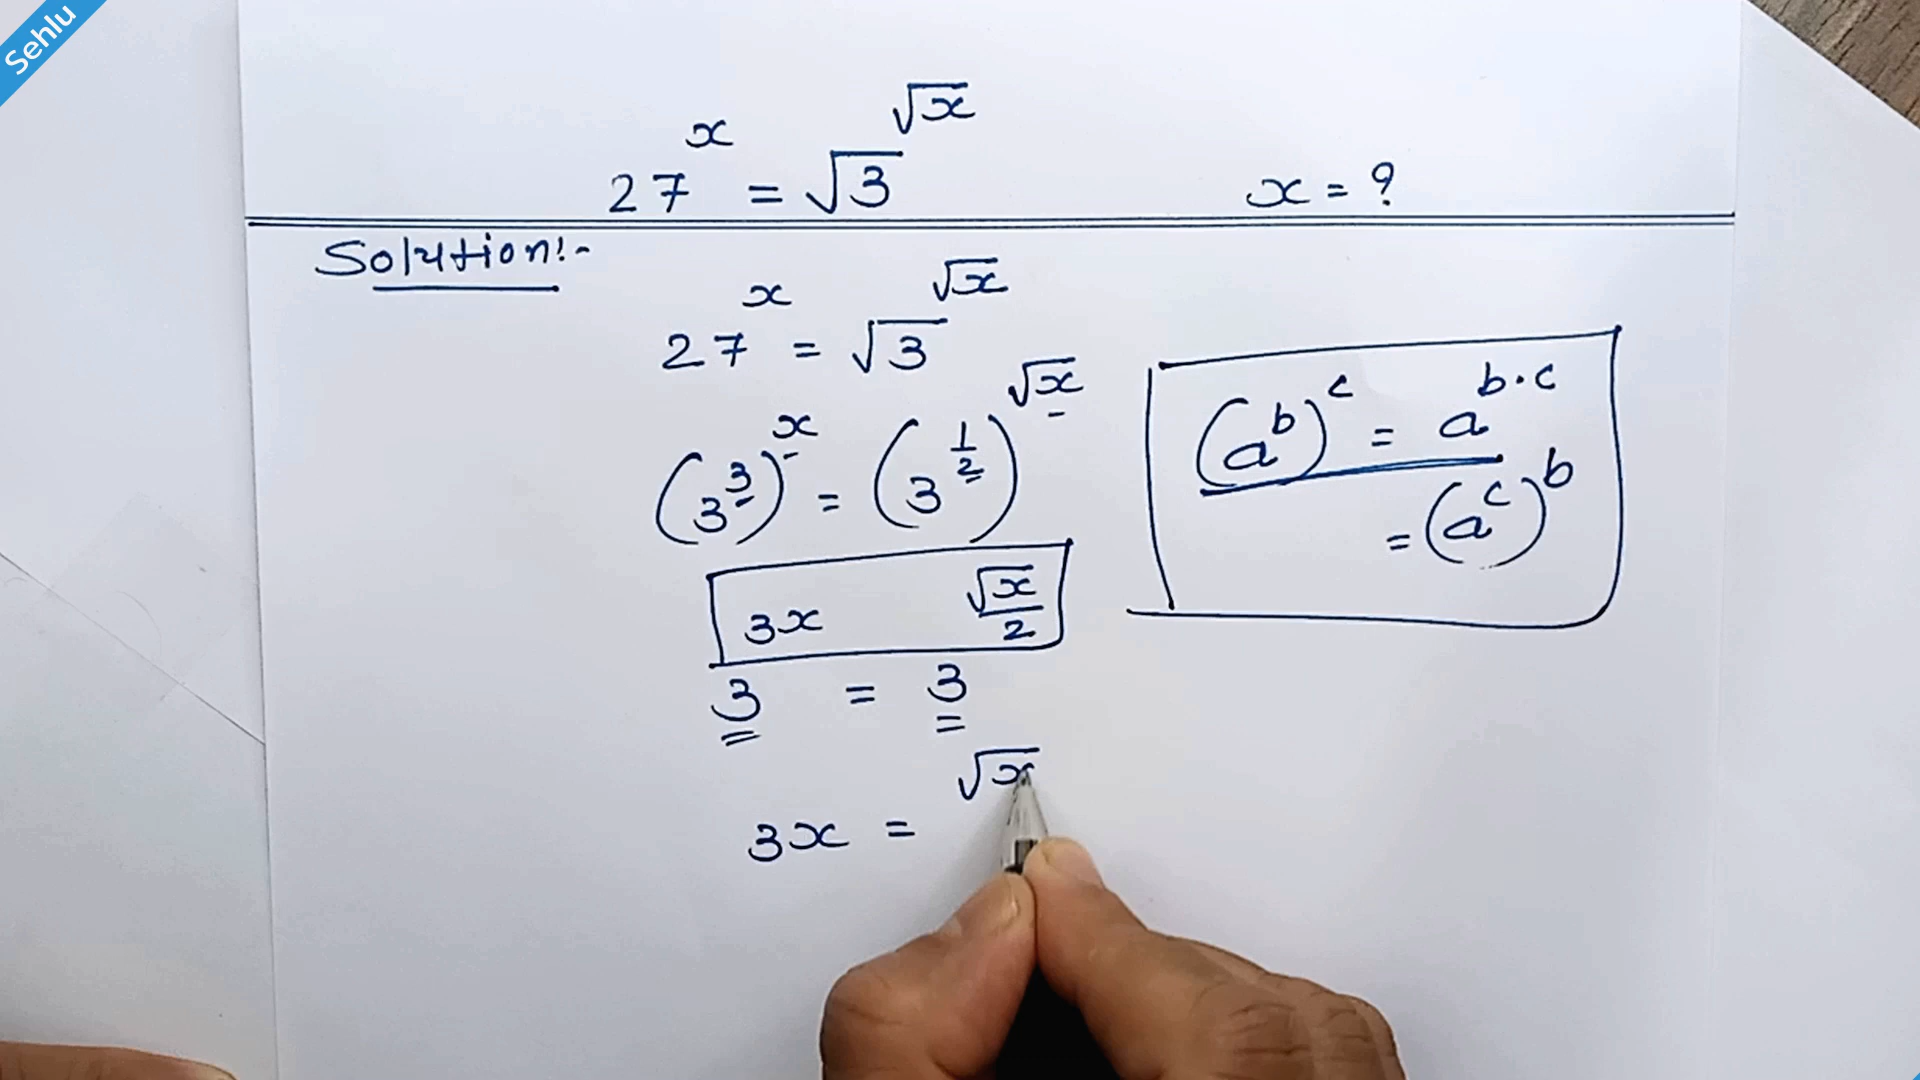 Sehlu
27^x = √3^√x x = ?
Solution:-
27^x = √3^√x
(3^3)^x = (3^(1/2))^√x
3^(3x) = 3^(√x/2)
3x = √x
(a^b)^c = a^(b·c)
= (a^c)^b